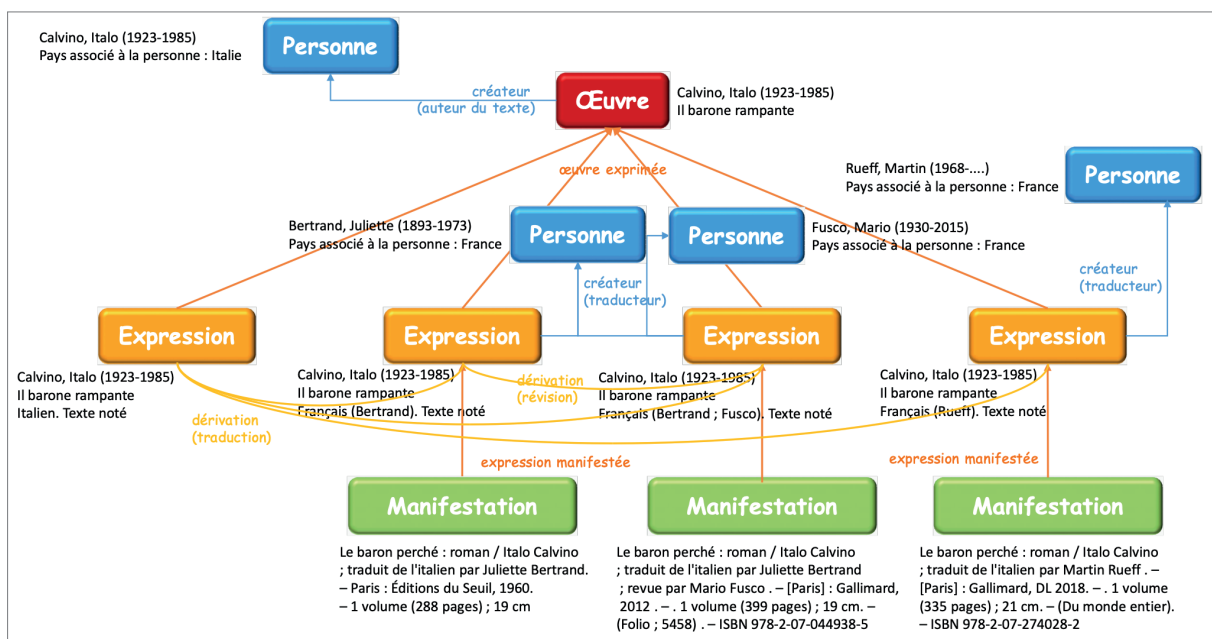 Calvino, Italo (1923-1985)
Pays associé à la personne : Italie
Personne
créateur
(auteur du texte)
Œuvre
Calvino, Italo (1923-1985)
Il barone rampante
œuvre exprimée
Rueff, Martin (1968-....)
Pays associé à la personne : France
Personne
Bertrand, Juliette (1893-1973)
Pays associé à la personne : France
Personne
Personne
Fusco, Mario (1930-2015)
Pays associé à la personne : France
créateur
(traducteur)
créateur
(traducteur)
Expression
Expression
Expression
Expression
Calvino, Italo (1923-1985)
Il barone rampante
Italien. Texte noté
Calvino, Italo (1923-1985)
Il barone rampante
Français (Bertrand). Texte noté
dérivation
(révision)
Calvino, Italo (1923-1985)
Il barone rampante
Français (Bertrand ; Fusco). Texte noté
Calvino, Italo (1923-1985)
Il barone rampante
Français (Rueff). Texte noté
dérivation
(traduction)
expression manifestée
expression manifestée
Manifestation
Manifestation
Manifestation
Le baron perché : roman / Italo Calvino
; traduit de l'italien par Juliette Bertrand.
– Paris : Éditions du Seuil, 1960.
– 1 volume (288 pages) ; 19 cm
Le baron perché : roman / Italo Calvino
; traduit de l'italien par Juliette Bertrand
; revue par Mario Fusco . – [Paris] : Gallimard,
2012 . – . 1 volume (399 pages) ; 19 cm. –
(Folio ; 5458) . – ISBN 978-2-07-044938-5
Le baron perché : roman / Italo Calvino
; traduit de l'italien par Martin Rueff . –
[Paris] : Gallimard, DL 2018. – . 1 volume
(335 pages) ; 21 cm. – (Du monde entier).
– ISBN 978-2-07-274028-2